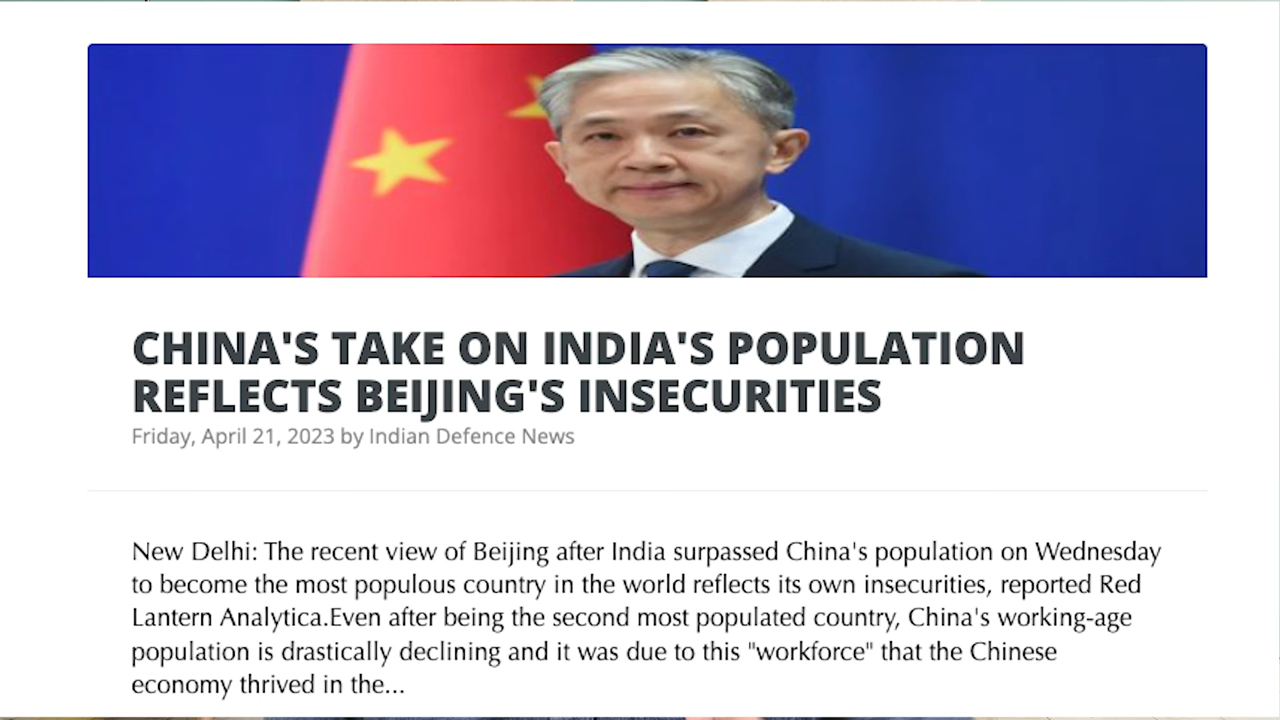 CHINA'S TAKE ON INDIA'S POPULATION
REFLECTS BEIJING'S INSECURITIES
Friday, April 21, 2023 by Indian Defence News
New Delhi: The recent view of Beijing after India surpassed China's population on Wednesday
to become the most populous country in the world reflects its own insecurities, reported Red
Lantern Analytica.Even after being the second most populated country, China's working-age
population is drastically declining and it was due to this "workforce" that the Chinese
economy thrived in the...